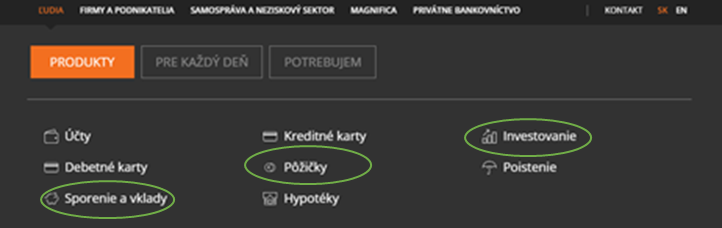 ĽUDIA FIRMY A PODNIKATELIA SAMOSPRÁVA A NEZISKOVÝ SEKTOR MAGNIFICA PRIVÁTNE BANKOVNÍCTVO | KONTAKT SK EN
PRODUKTY PRE KAŽDÝ DEŇ POTREBUJEM
Účty Kreditné karty Investovanie
Debetné karty Pôžičky Poistenie
Sporenie a vklady Hypotéky